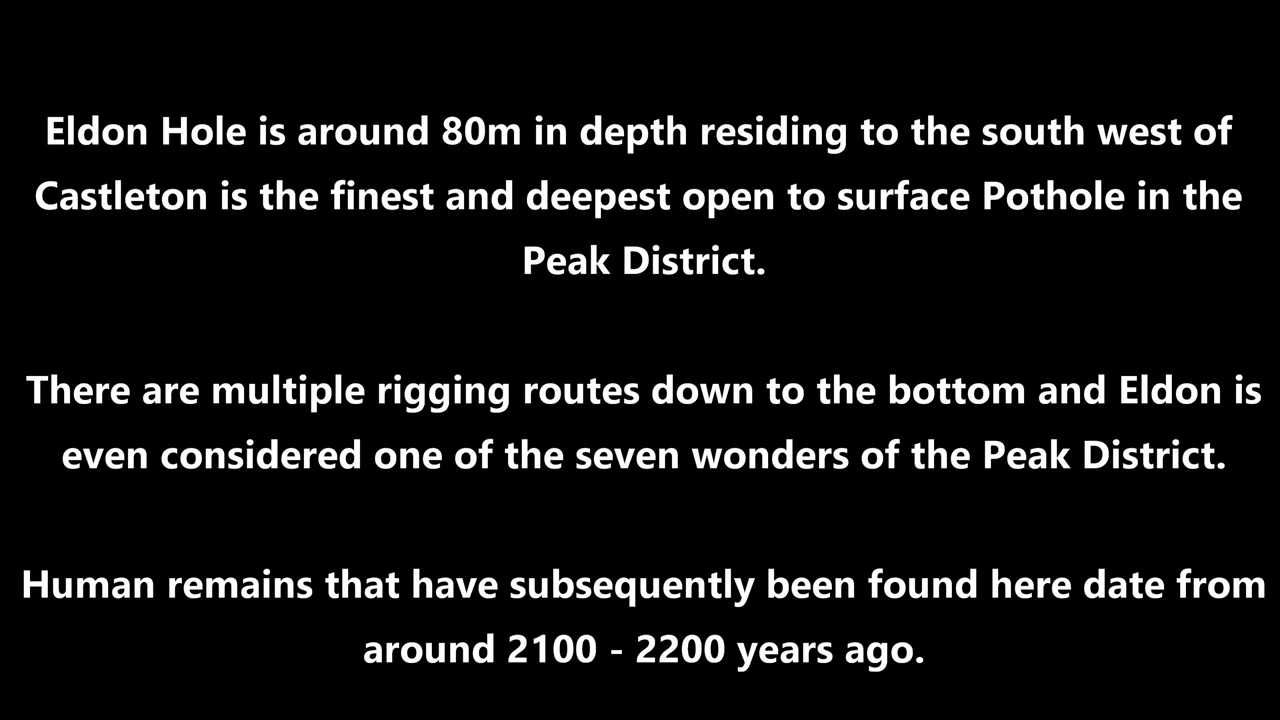 Eldon Hole is around 80m in depth residing to the south west of
Castleton is the finest and deepest open to surface Pothole in the
Peak District.
There are multiple rigging routes down to the bottom and Eldon is
even considered one of the seven wonders of the Peak District.
Human remains that have subsequently been found here date from
around 2100 - 2200 years ago.